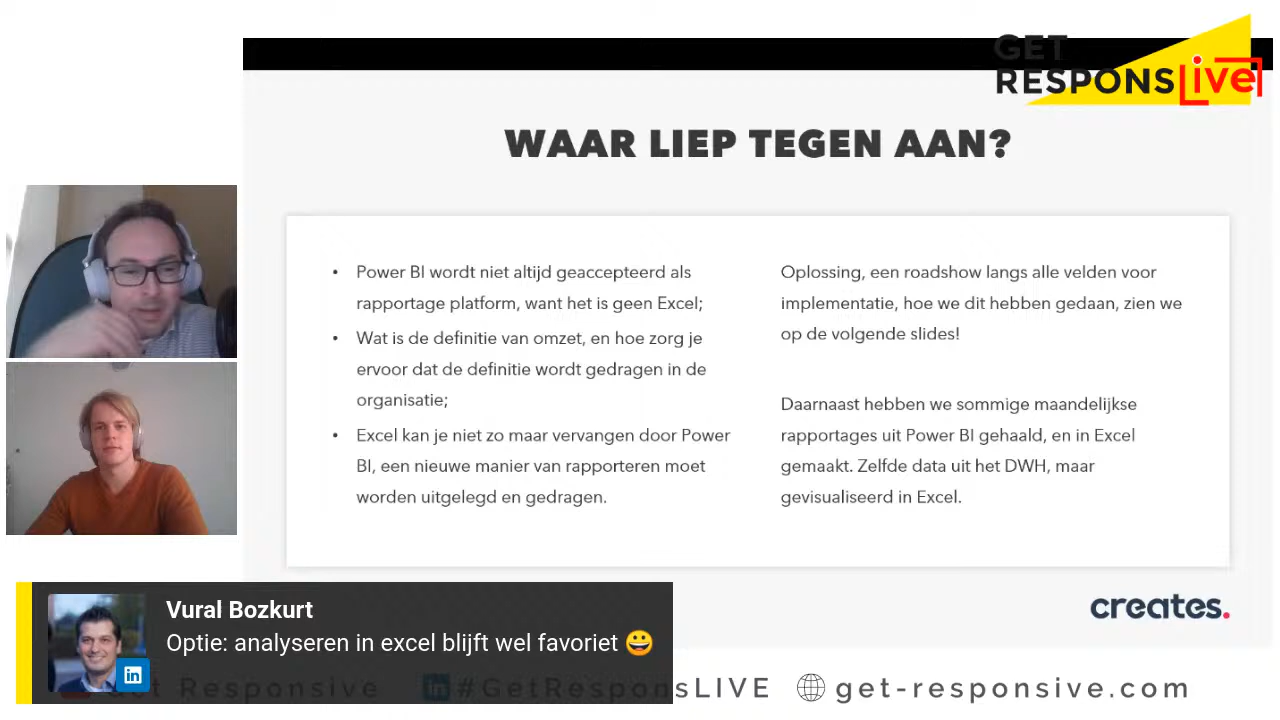 GET
RESPONSLive
WAAR LIEP TEGEN AAN?
• Power BI wordt niet altijd geaccepteerd als
rapportage platform, want het is geen Excel;
• Wat is de definitie van omzet, en hoe zorg je
ervoor dat de definitie wordt gedragen in de
organisatie;
• Excel kan je niet zo maar vervangen door Power
BI, een nieuwe manier van rapporteren moet
worden uitgelegd en gedragen.
Oplossing, een roadshow langs alle velden voor
implementatie, hoe we dit hebben gedaan, zien we
op de volgende slides!
Daarnaast hebben we sommige maandelijkse
rapportages uit Power BI gehaald, en in Excel
gemaakt. Zelfde data uit het DWH, maar
gevisualiseerd in Excel.
creates.
Vural Bozkurt
Optie: analyseren in excel blijft wel favoriet 😀
in
Responsive in #GetResponsLIVE get-responsive.com